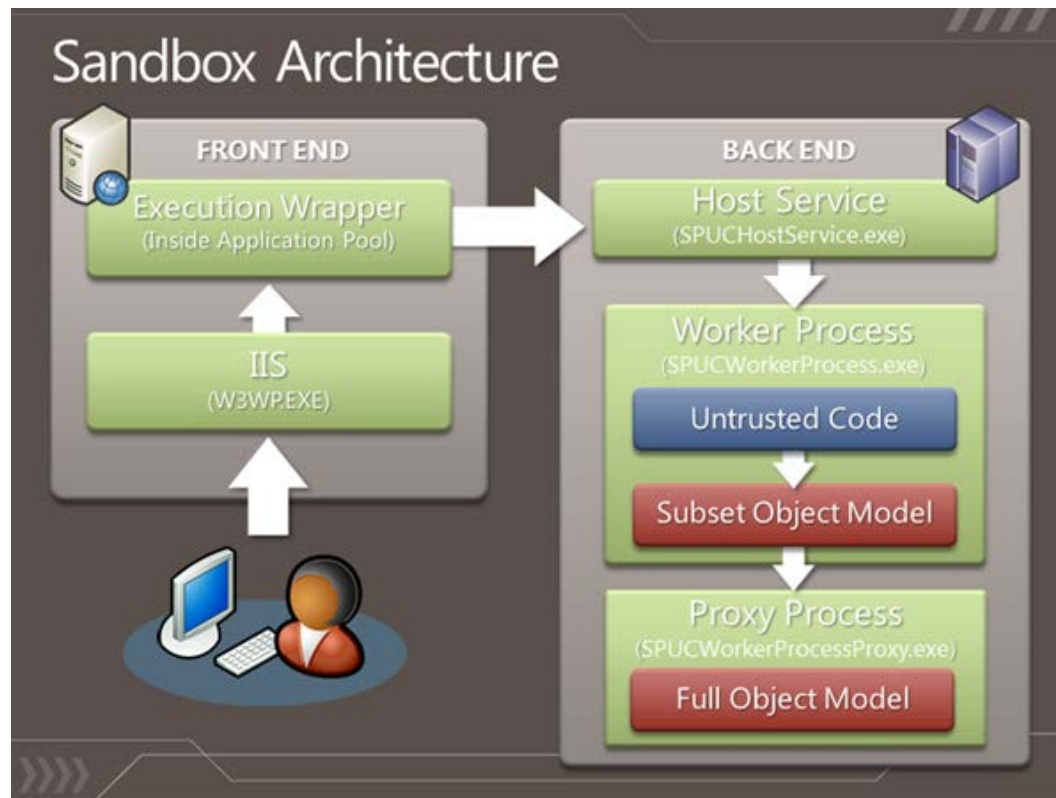 Sandbox Architecture
FRONT END
Execution Wrapper
(Inside Application Pool)
IIS
(W3WP.EXE)
BACK END
Host Service
(SPUCHostService.exe)
Worker Process
(SPUCWorkerProcess.exe)
Untrusted Code
Subset Object Model
Proxy Process
(SPUCWorkerProcessProxy.exe)
Full Object Model